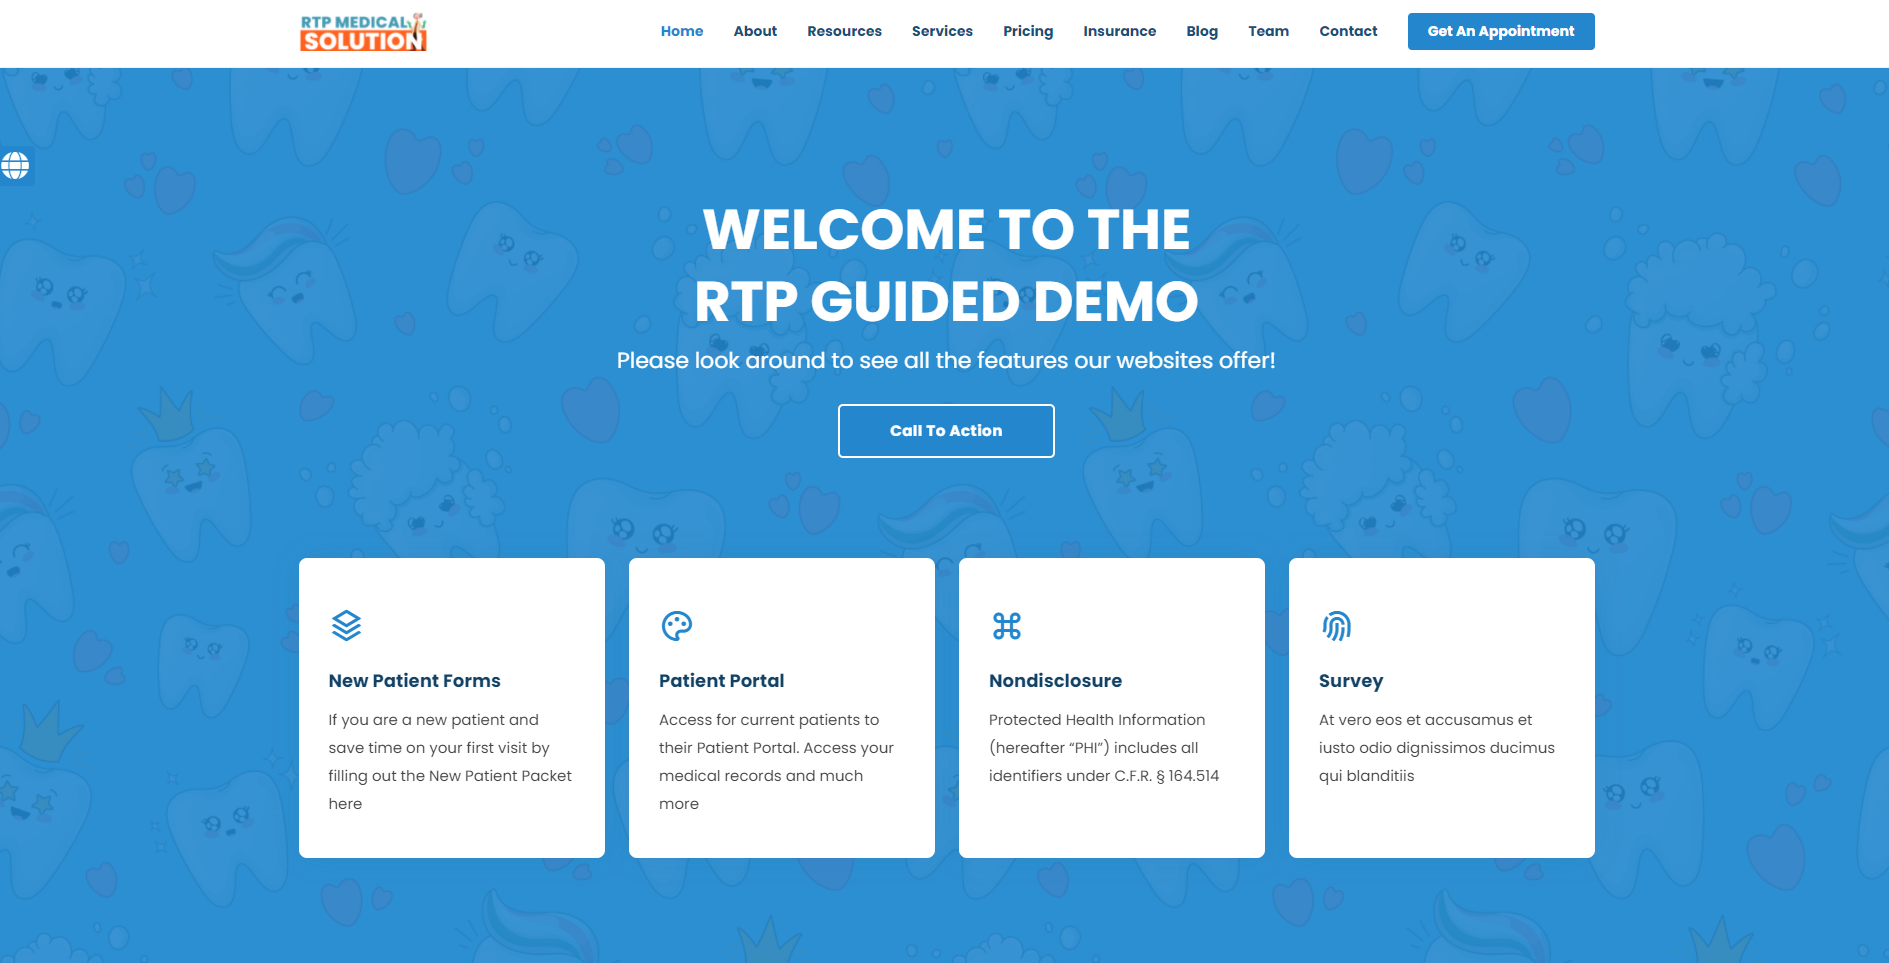 RTP MEDICAL
SOLUTION
Home About Resources Services Pricing Insurance Blog Team Contact Get An Appointment
WELCOME TO THE
RTP GUIDED DEMO
Please look around to see all the features our websites offer!
Call To Action
New Patient Forms
If you are a new patient and
save time on your first visit by
filling out the New Patient Packet
here
Patient Portal
Access for current patients to
their Patient Portal. Access your
medical records and much
more
Nondisclosure
Protected Health Information
(hereafter “PHI”) includes all
identifiers under C.F.R. § 164.514
Survey
At vero eos et accusamus et
iusto odio dignissimos ducimus
qui blanditiis